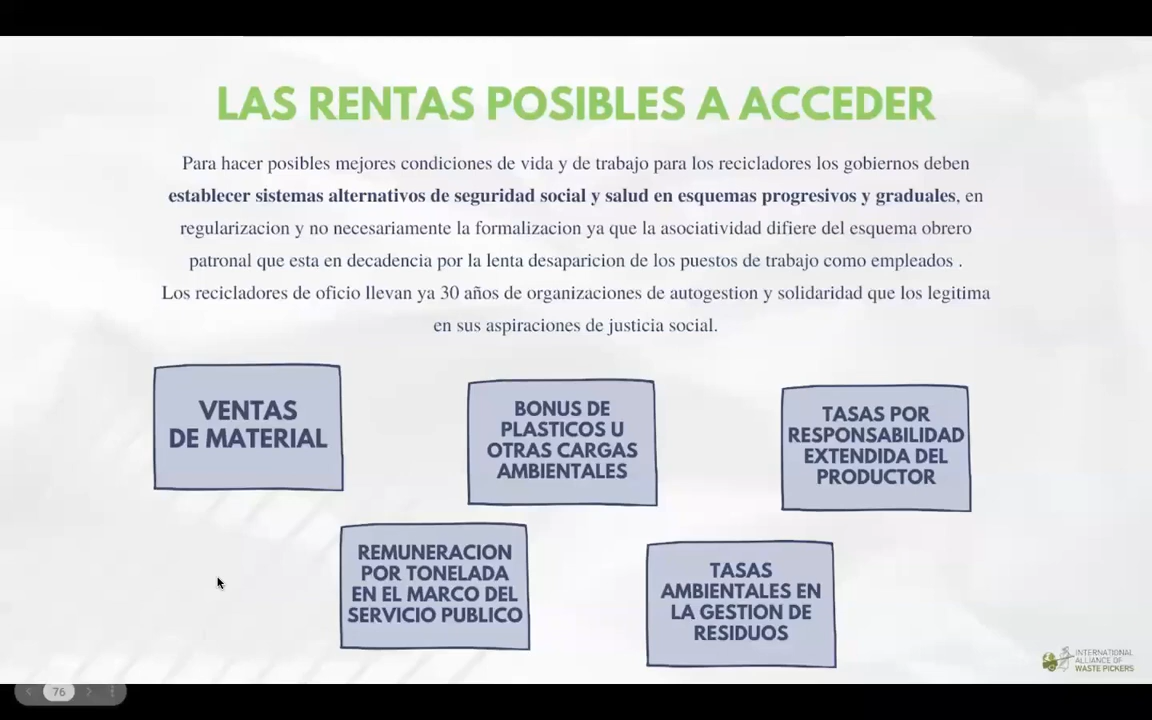 LAS RENTAS POSIBLES A ACCEDER
Para hacer posibles mejores condiciones de vida y de trabajo para los recicladores los gobiernos deben
establecer sistemas alternativos de seguridad social y salud en esquemas progresivos y graduales, en
regularizacion y no necesariamente la formalizacion ya que la asociatividad difiere del esquema obrero
patronal que esta en decadencia por la lenta desaparicion de los puestos de trabajo como empleados .
Los recicladores de oficio llevan ya 30 años de organizaciones de autogestion y solidaridad que los legitima
en sus aspiraciones de justicia social.
VENTAS
DE MATERIAL
BONUS DE
PLASTICOS U
OTRAS CARGAS
AMBIENTALES
TASAS POR
RESPONSABILIDAD
EXTENDIDA DEL
PRODUCTOR
REMUNERACION
POR TONELADA
EN EL MARCO DEL
SERVICIO PUBLICO
TASAS
AMBIENTALES EN
LA GESTION DE
RESIDUOS
INTERNATIONAL
ALLIANCE OF
WASTE PICKERS
76